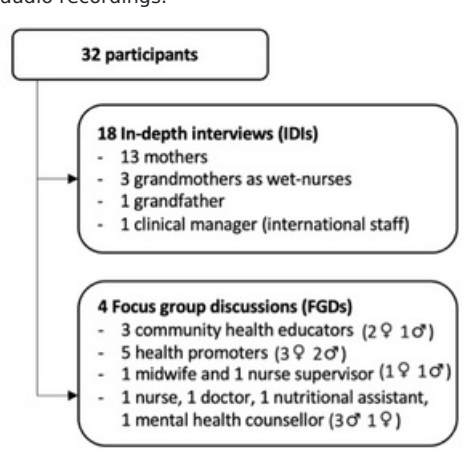 audio recordings.
32 participants
18 In-depth interviews (IDIs)
- 13 mothers
- 3 grandmothers as wet-nurses
- 1 grandfather
- 1 clinical manager (international staff)
4 Focus group discussions (FGDs)
- 3 community health educators (2♀ 1♂)
- 5 health promoters (3♀ 2♂)
- 1 midwife and 1 nurse supervisor (1♀ 1♂)
- 1 nurse, 1 doctor, 1 nutritional assistant,
1 mental health counsellor (3♂ 1♀)